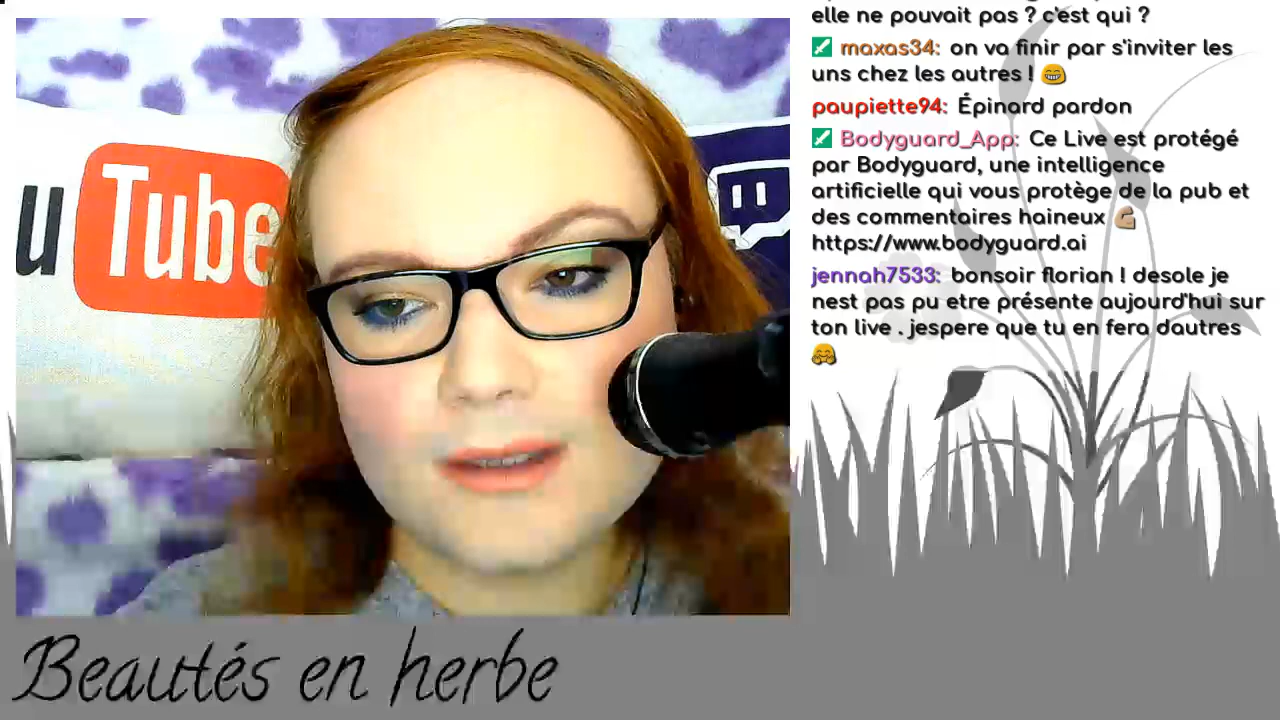 u Tube
elle ne pouvait pas ? c'est qui ?
maxas34: on va finir par s'inviter les
uns chez les autres ! 😁
paupiette94: Épinard pardon
Bodyguard_App: Ce Live est protégé
par Bodyguard, une intelligence
artificielle qui vous protège de la pub et
des commentaires haineux 💪🏽
https://www.bodyguard.ai
jennah7533: bonsoir florian ! desole je
nest pas pu etre présente aujourd'hui sur
ton live . jespere que tu en fera dautres
🤗
Beautés en herbe